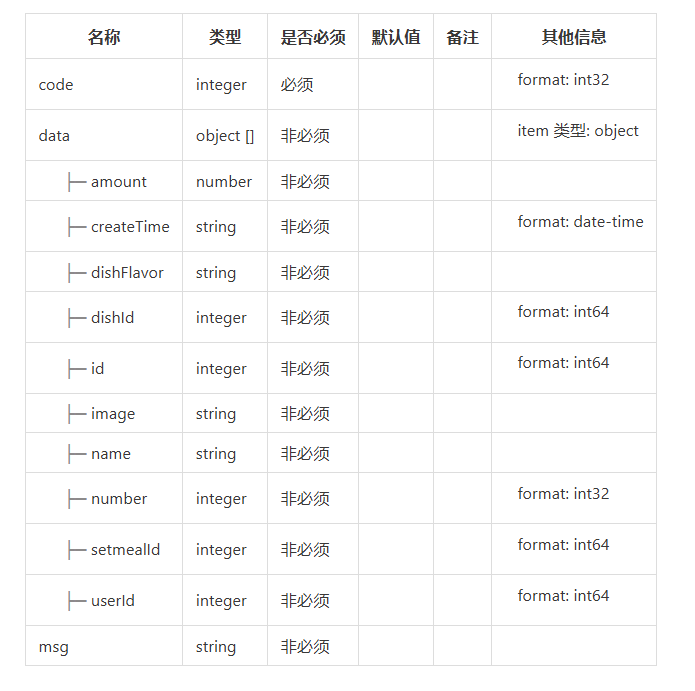 名称 类型 是否必须 默认值 备注 其他信息
code integer 必须 format: int32
data object [] 非必须 item 类型: object
├─ amount number 非必须
├─ createTime string 非必须 format: date-time
├─ dishFlavor string 非必须
├─ dishId integer 非必须 format: int64
├─ id integer 非必须 format: int64
├─ image string 非必须
├─ name string 非必须
├─ number integer 非必须 format: int32
├─ setmealId integer 非必须 format: int64
├─ userId integer 非必须 format: int64
msg string 非必须